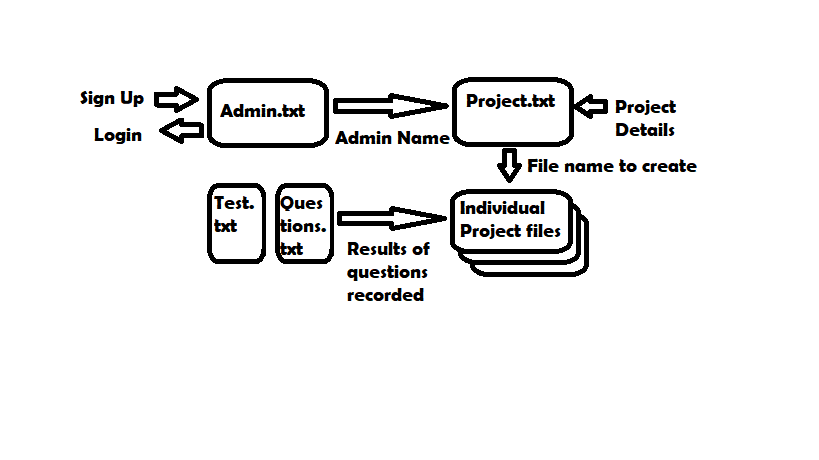 Sign Up
Login
Admin.txt
Admin Name
Project.txt
Project
Details
File name to create
Test.
txt
Ques
tions.
txt
Results of
questions
recorded
Individual
Project files